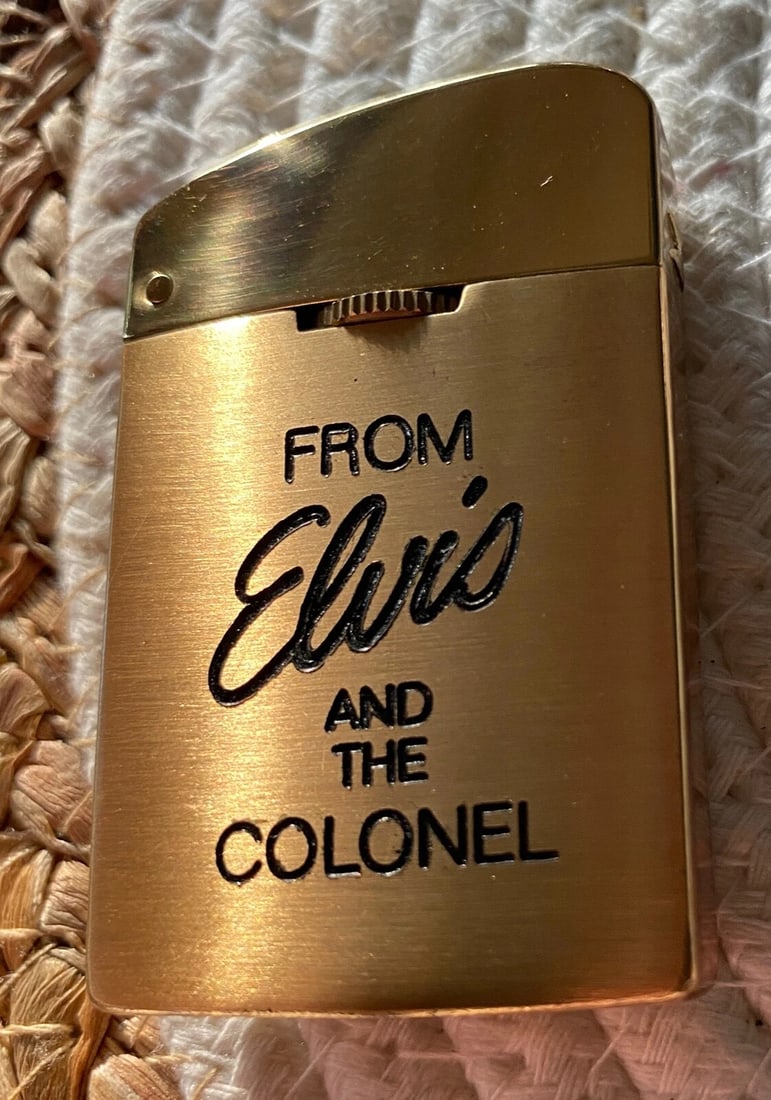 FROM
Elvis
AND
THE
COLONEL